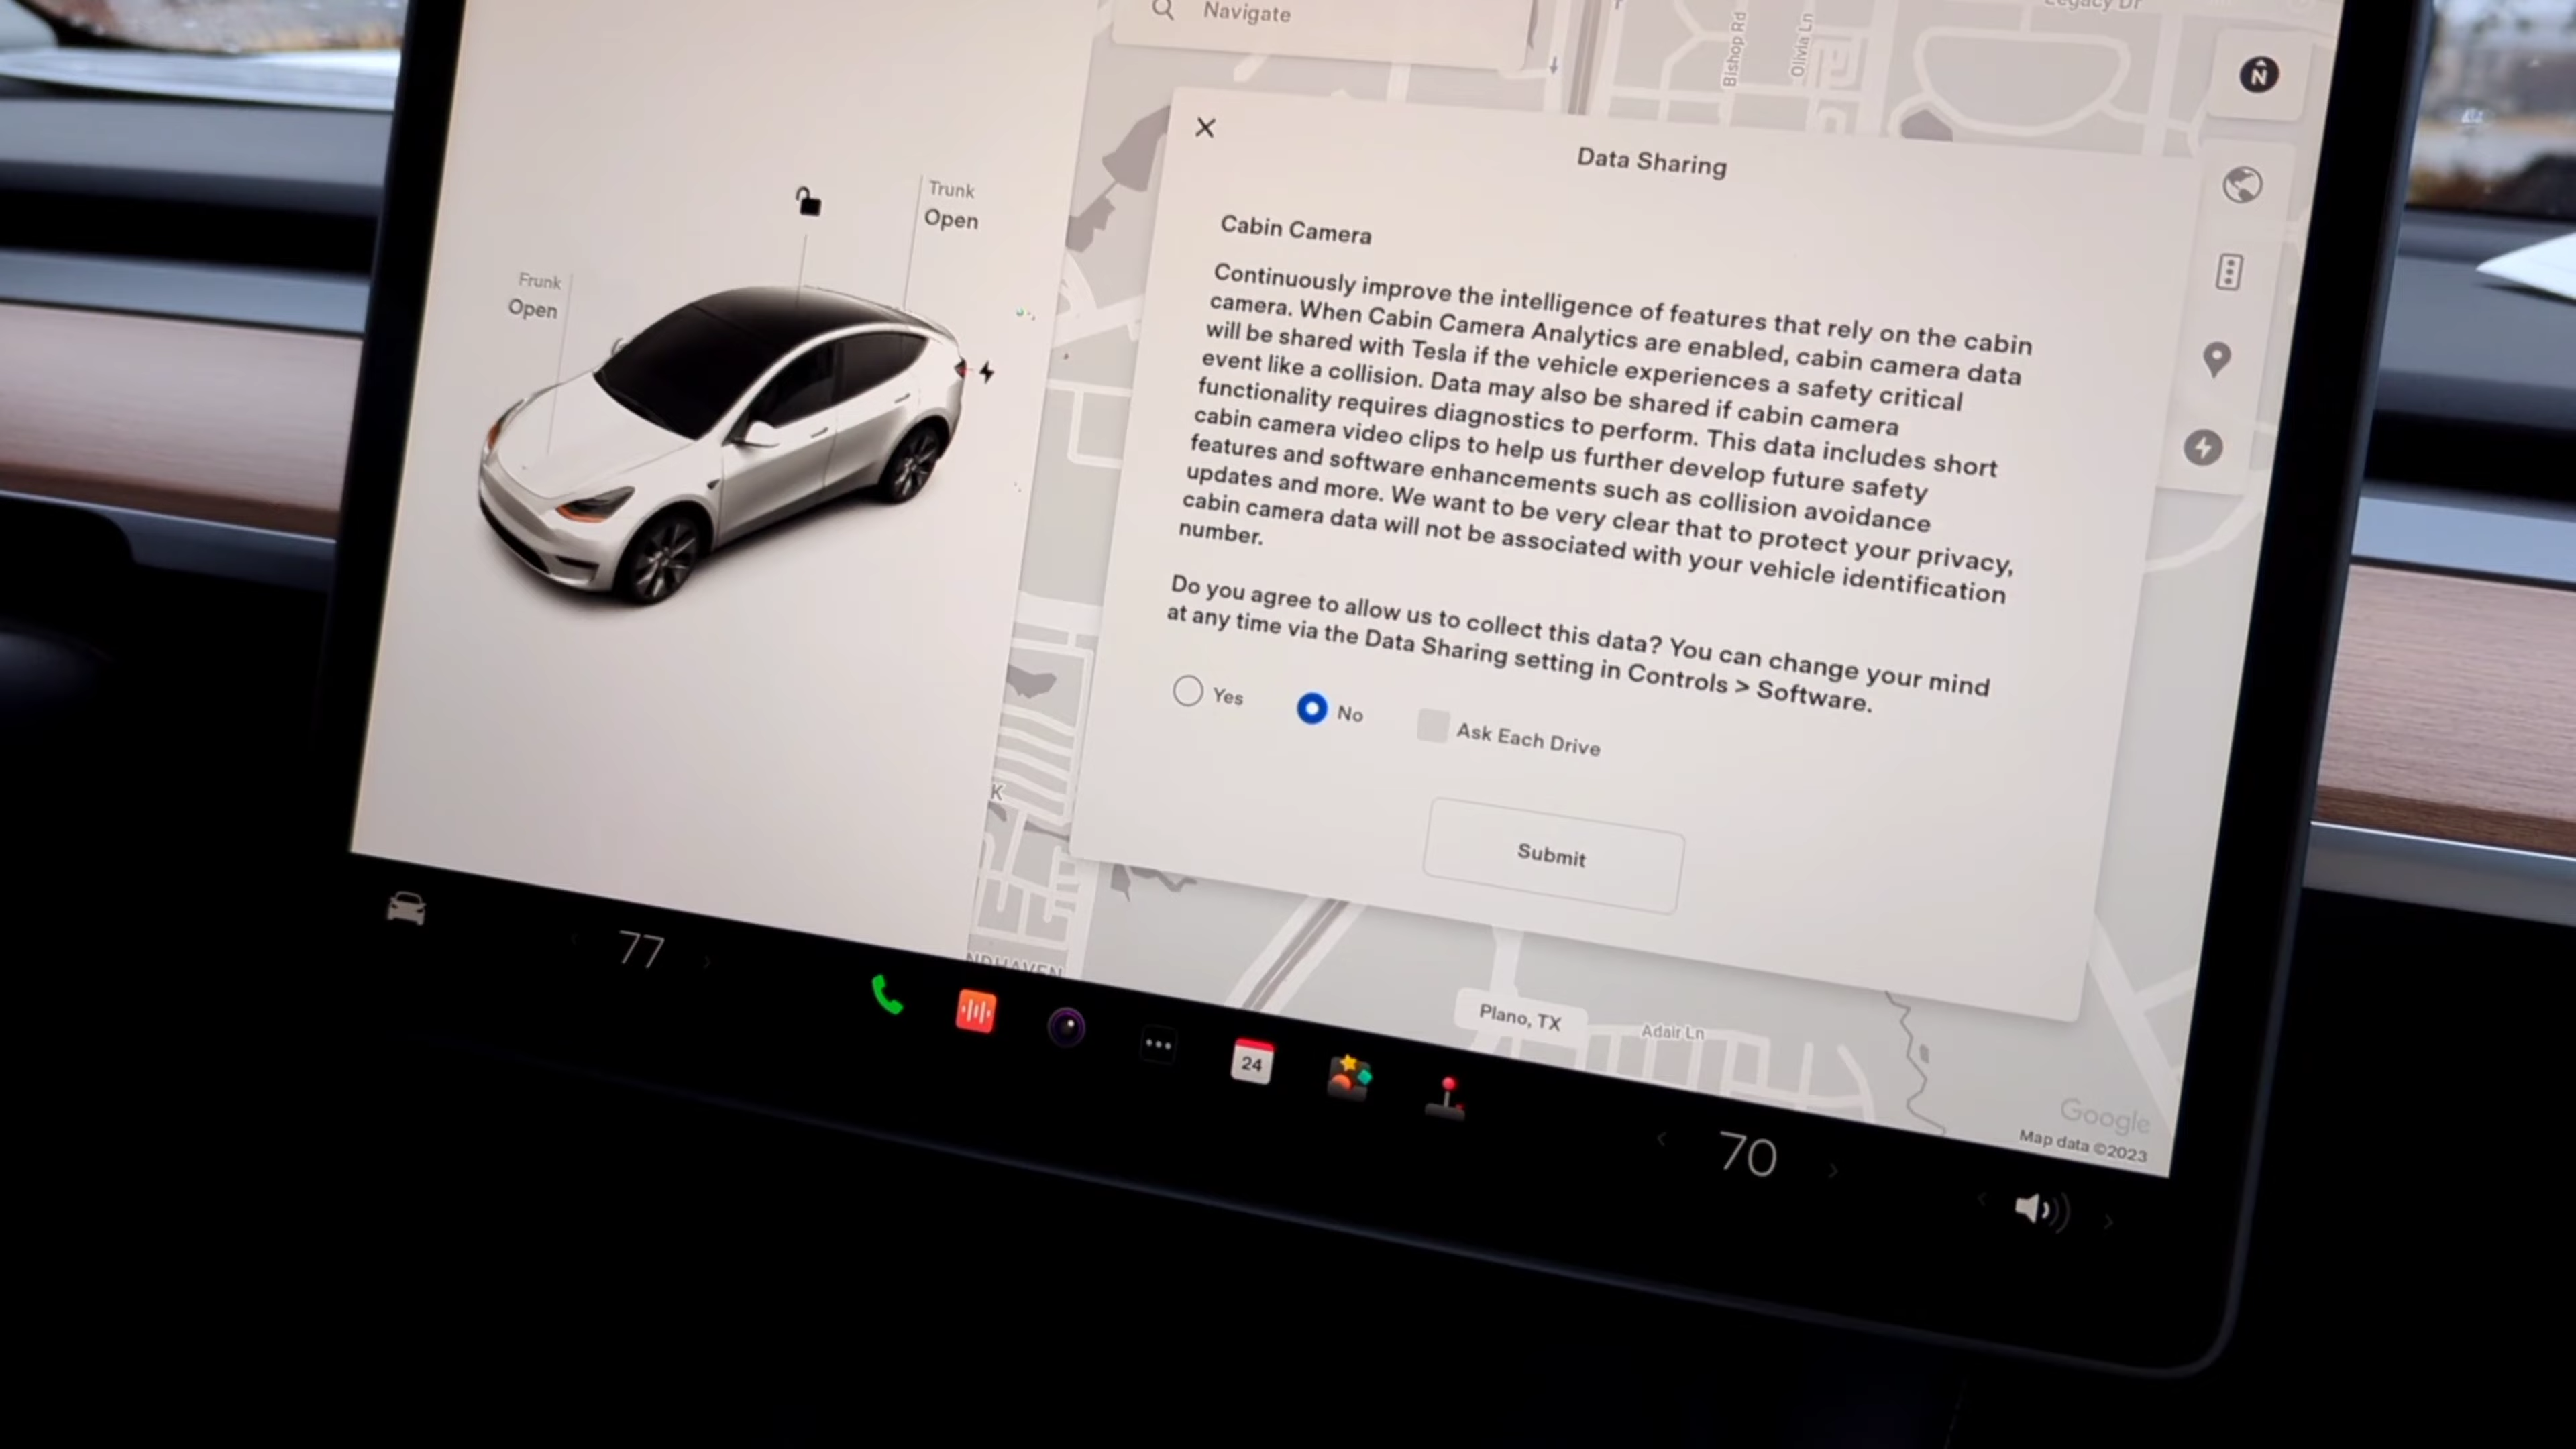 Navigate
Bishop Rd
Olivia Ln
Legacy Dr
N
Trunk
Open
Frunk
Open
Data Sharing
Cabin Camera
Continuously improve the intelligence of features that rely on the cabin
camera. When Cabin Camera Analytics are enabled, cabin camera data
will be shared with Tesla if the vehicle experiences a safety critical
event like a collision. Data may also be shared if cabin camera
functionality requires diagnostics to perform. This data includes short
cabin camera video clips to help us further develop future safety
features and software enhancements such as collision avoidance
updates and more. We want to be very clear that to protect your privacy,
cabin camera data will not be associated with your vehicle identification
number.
Do you agree to allow us to collect this data? You can change your mind
at any time via the Data Sharing setting in Controls > Software.
Yes
No
Ask Each Drive
Submit
K
NDHAVEN
Plano, TX
Adair Ln
Google
Map data ©2023
77
24
70